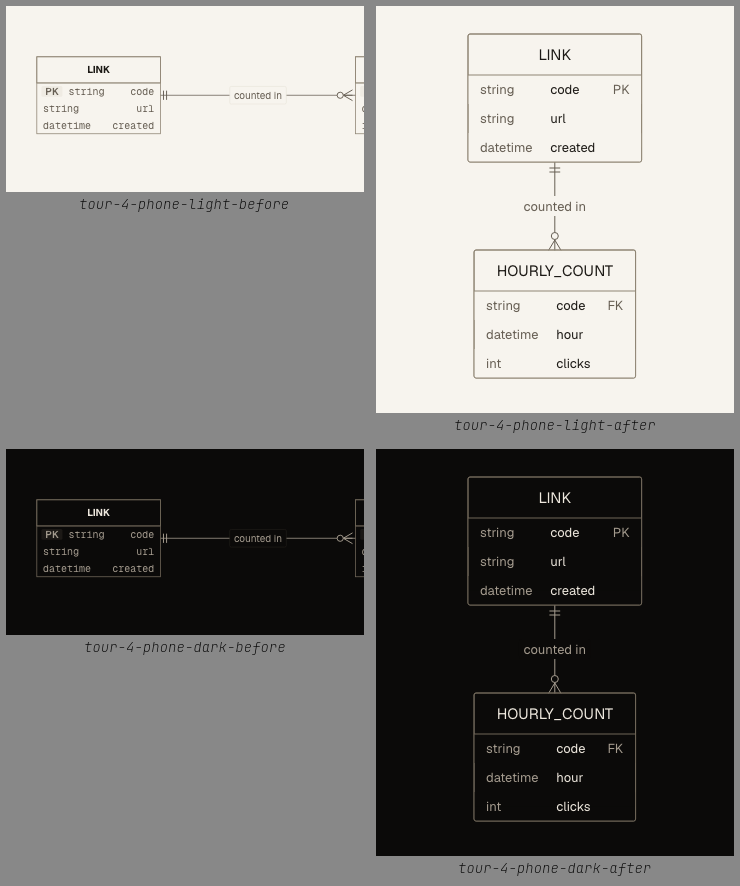 LINK
PK string code
string url
datetime created
counted in
tour-4-phone-light-before
LINK
string code PK
string url
datetime created
counted in
HOURLY_COUNT
string code FK
datetime hour
int clicks
tour-4-phone-light-after
LINK
PK string code
string url
datetime created
counted in
tour-4-phone-dark-before
LINK
string code PK
string url
datetime created
counted in
HOURLY_COUNT
string code FK
datetime hour
int clicks
tour-4-phone-dark-after